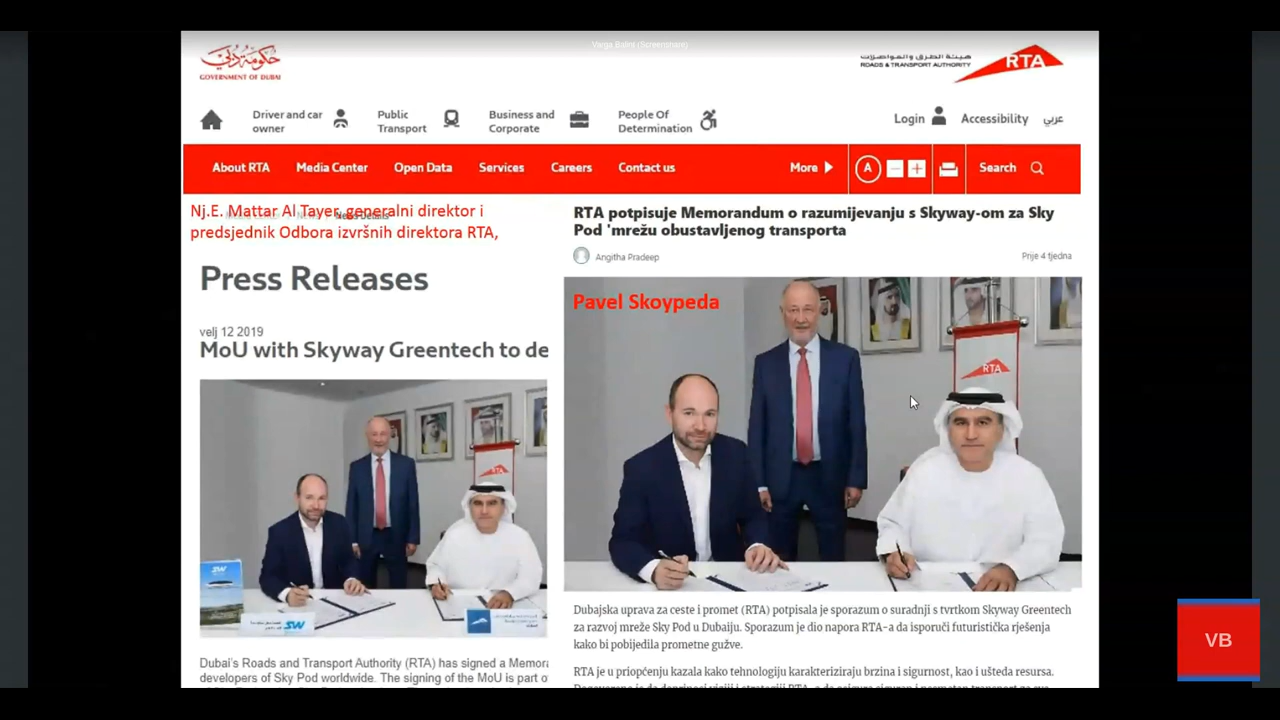 Varga Balint (Screenshare)
حكومة دبي
GOVERNMENT OF DUBAI
هيئة الطرق والمواصلات
ROADS & TRANSPORT AUTHORITY
RTA
Driver and car
owner
Public
Transport
Business and
Corporate
People Of
Determination
Login
Accessibility
عربي
About RTA
Media Center
Open Data
Services
Careers
Contact us
More
A
Search
Nj.E. Mattar Al Tayer, generalni direktor i
predsjednik Odbora izvršnih direktora RTA,
Press Releases
velj 12 2019
MoU with Skyway Greentech to de
SW
SW
Dubai's Roads and Transport Authority (RTA) has signed a Memora
developers of Sky Pod worldwide. The signing of the MoU is part of
RTA potpisuje Memorandum o razumijevanju s Skyway-om za Sky
Pod 'mrežu obustavljenog transporta
Angitha Pradeep
Prije 4 tjedna
Pavel Skoypeda
RTA
Dubajska uprava za ceste i promet (RTA) potpisala je sporazum o suradnji s tvrtkom Skyway Greentech
za razvoj mreže Sky Pod u Dubaiju. Sporazum je dio napora RTA-a da isporuči futuristička rješenja
kako bi pobijedila prometne gužve.
RTA je u priopćenju kazala kako tehnologiju karakteriziraju brzina i sigurnost, kao i ušteda resursa.
VB